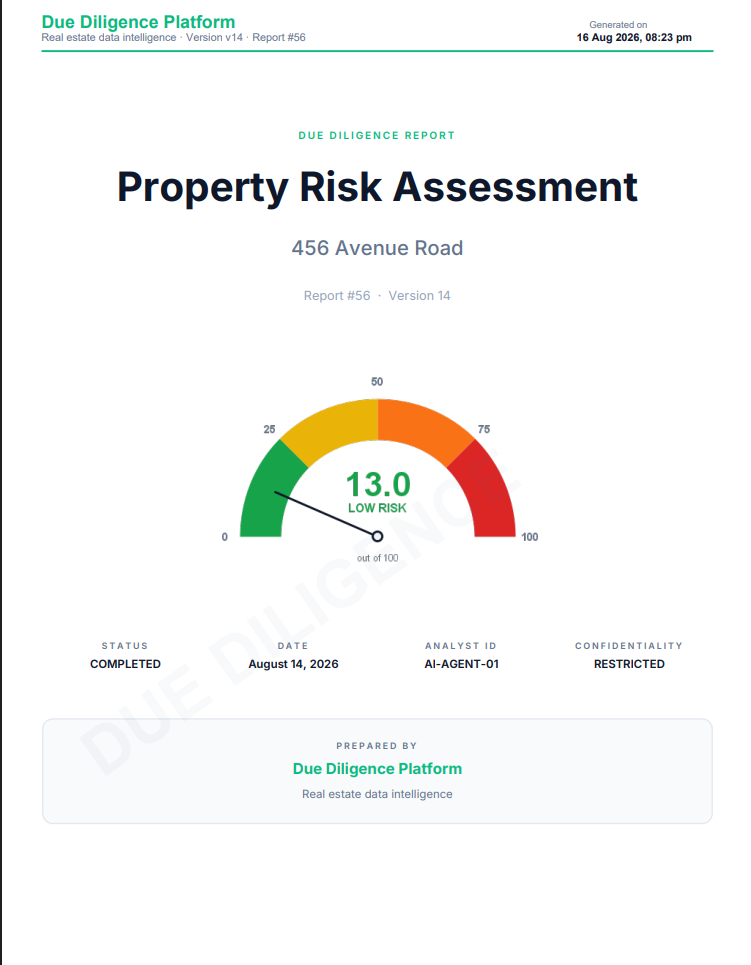 Due Diligence Platform
Real estate data intelligence · Version v14 · Report #56
Generated on
16 Aug 2026, 08:23 pm
DUE DILIGENCE REPORT
Property Risk Assessment
456 Avenue Road
Report #56 · Version 14
50
25
75
13.0
LOW RISK
0
100
out of 100
DUE DILIGENCE
STATUS
COMPLETED
DATE
August 14, 2026
ANALYST ID
AI-AGENT-01
CONFIDENTIALITY
RESTRICTED
PREPARED BY
Due Diligence Platform
Real estate data intelligence